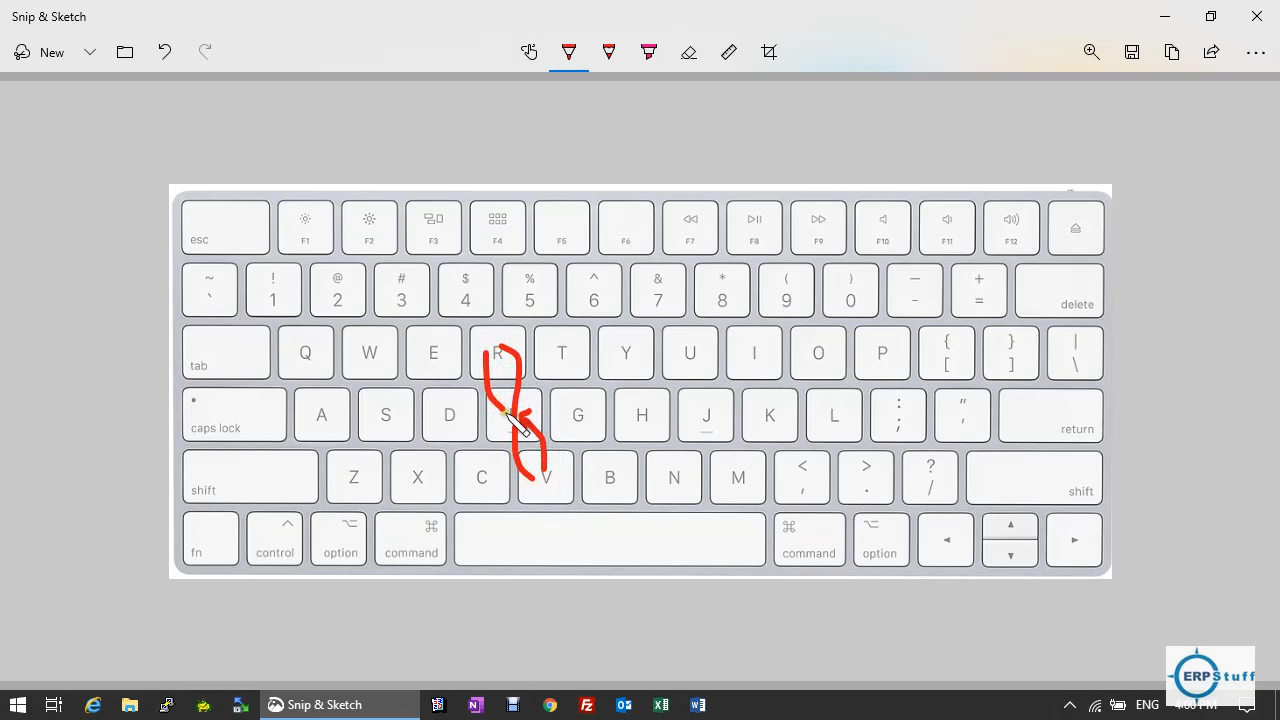 Snip & Sketch
New
esc F1 F2 F3 F4 F5 F6 F7 F8 F9 F10 F11 F12
~ ! @ # $ % ^ & * ( ) — +
` 1 2 3 4 5 6 7 8 9 0 - = delete
tab Q W E R T Y U I O P { [ } ] | \
caps lock A S D G H J K L : ; " ' return
shift Z X C V B N M < , > . ? / shift
fn control option command command option
ERPStuff
Snip & Sketch ENG